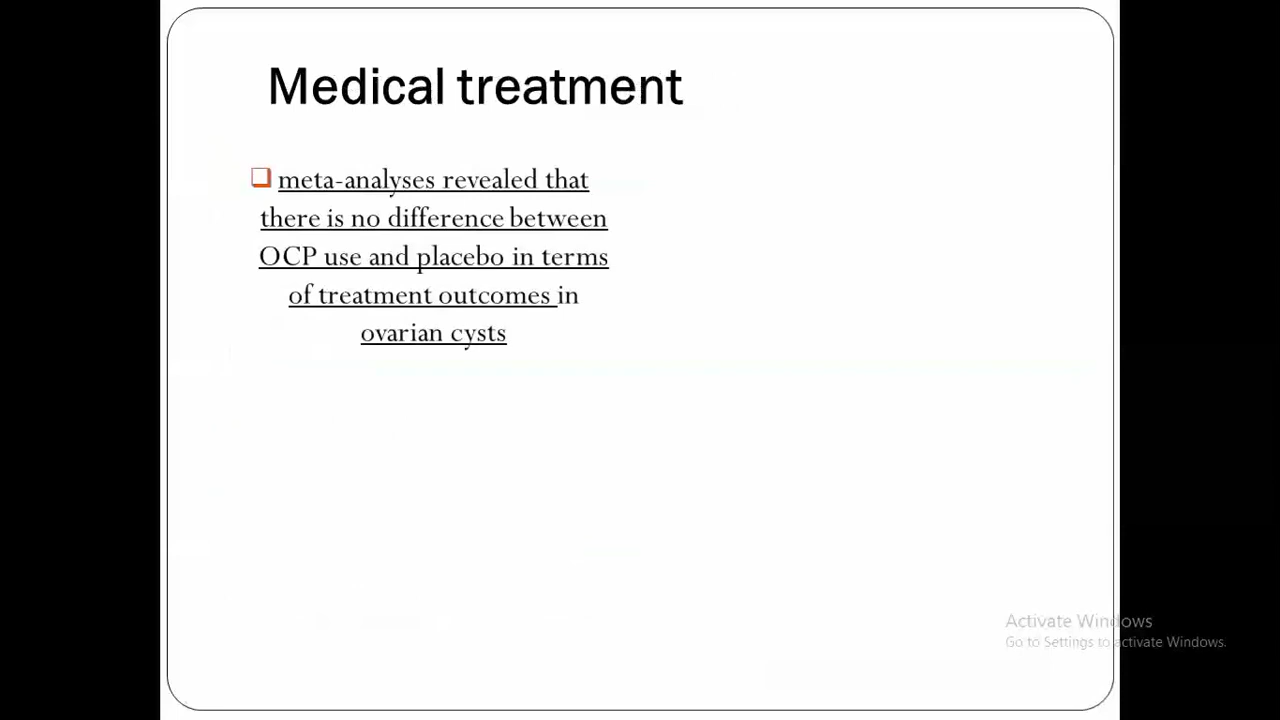 Medical treatment
meta-analyses revealed that
there is no difference between
OCP use and placebo in terms
of treatment outcomes in
ovarian cysts
Activate Windows
Go to Settings to activate Windows.